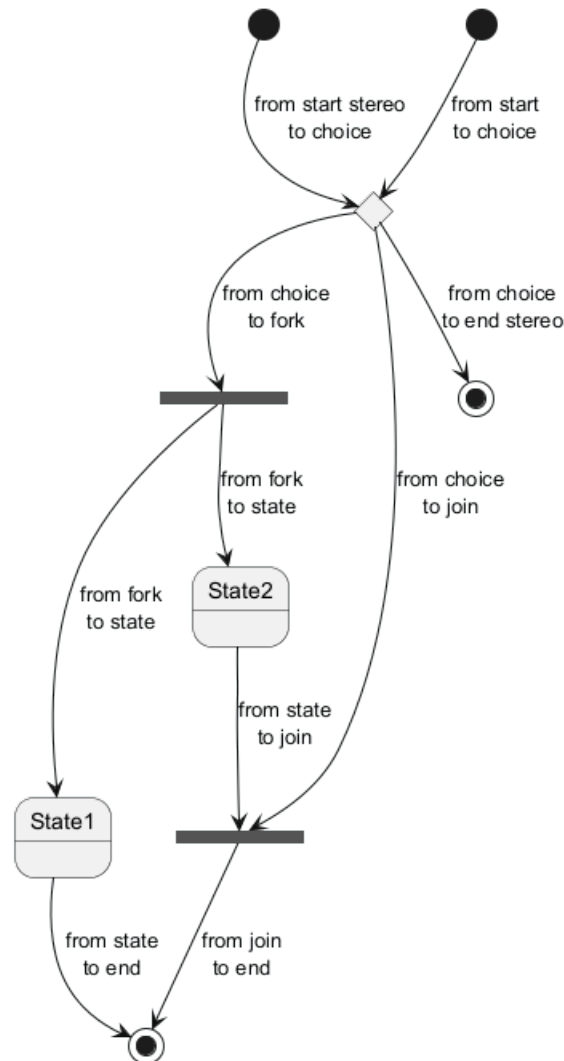 from start stereo
to choice
from start
to choice
from choice
to fork
from choice
to end stereo
from fork
to state
from choice
to join
from fork
to state
State2
from state
to join
State1
from state
to end
from join
to end